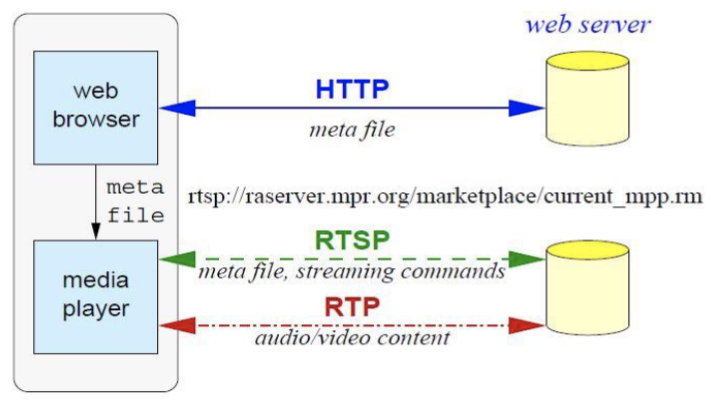 web server
web
browser
HTTP
meta file
meta
file
rtsp://raserver.mpr.org/marketplace/current_mpp.rm
RTSP
meta file, streaming commands
media
player
RTP
audio/video content